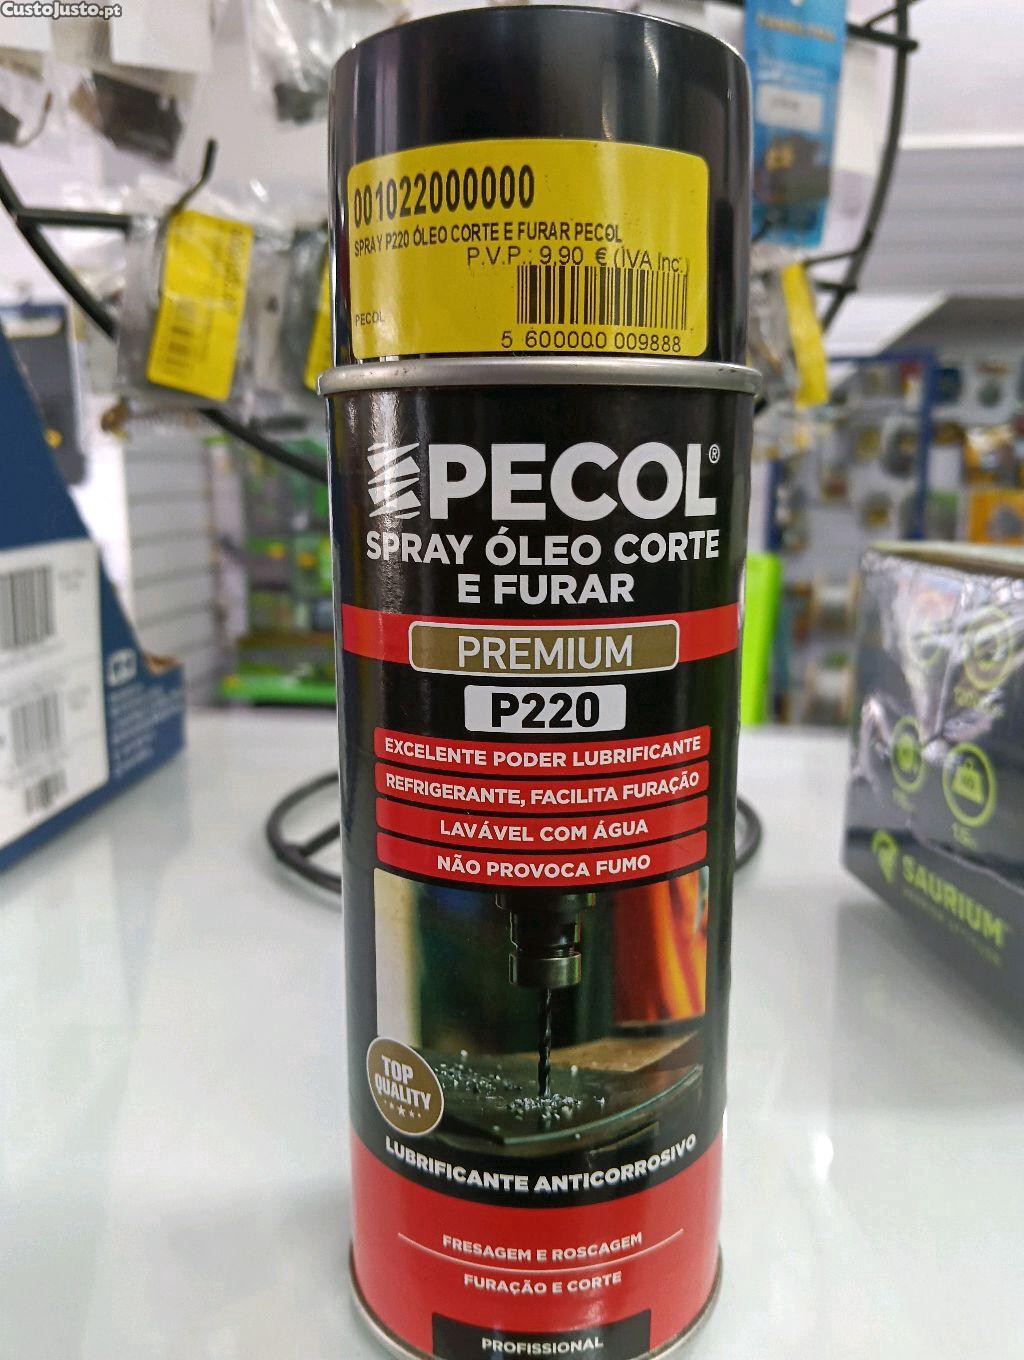 CustoJusto.pt
001022000000
SPRAY P220 ÓLEO CORTE E FURAR PECOL
P.V.P.: 9,90 € (IVA Inc.)
PECOL
5 600000 009888
PECOL®
SPRAY ÓLEO CORTE
E FURAR
PREMIUM
P220
EXCELENTE PODER LUBRIFICANTE
REFRIGERANTE, FACILITA FURAÇÃO
LAVÁVEL COM ÁGUA
NÃO PROVOCA FUMO
TOP
QUALITY
LUBRIFICANTE ANTICORROSIVO
FRESAGEM E ROSCAGEM
FURAÇÃO E CORTE
PROFISSIONAL
SAURIUM